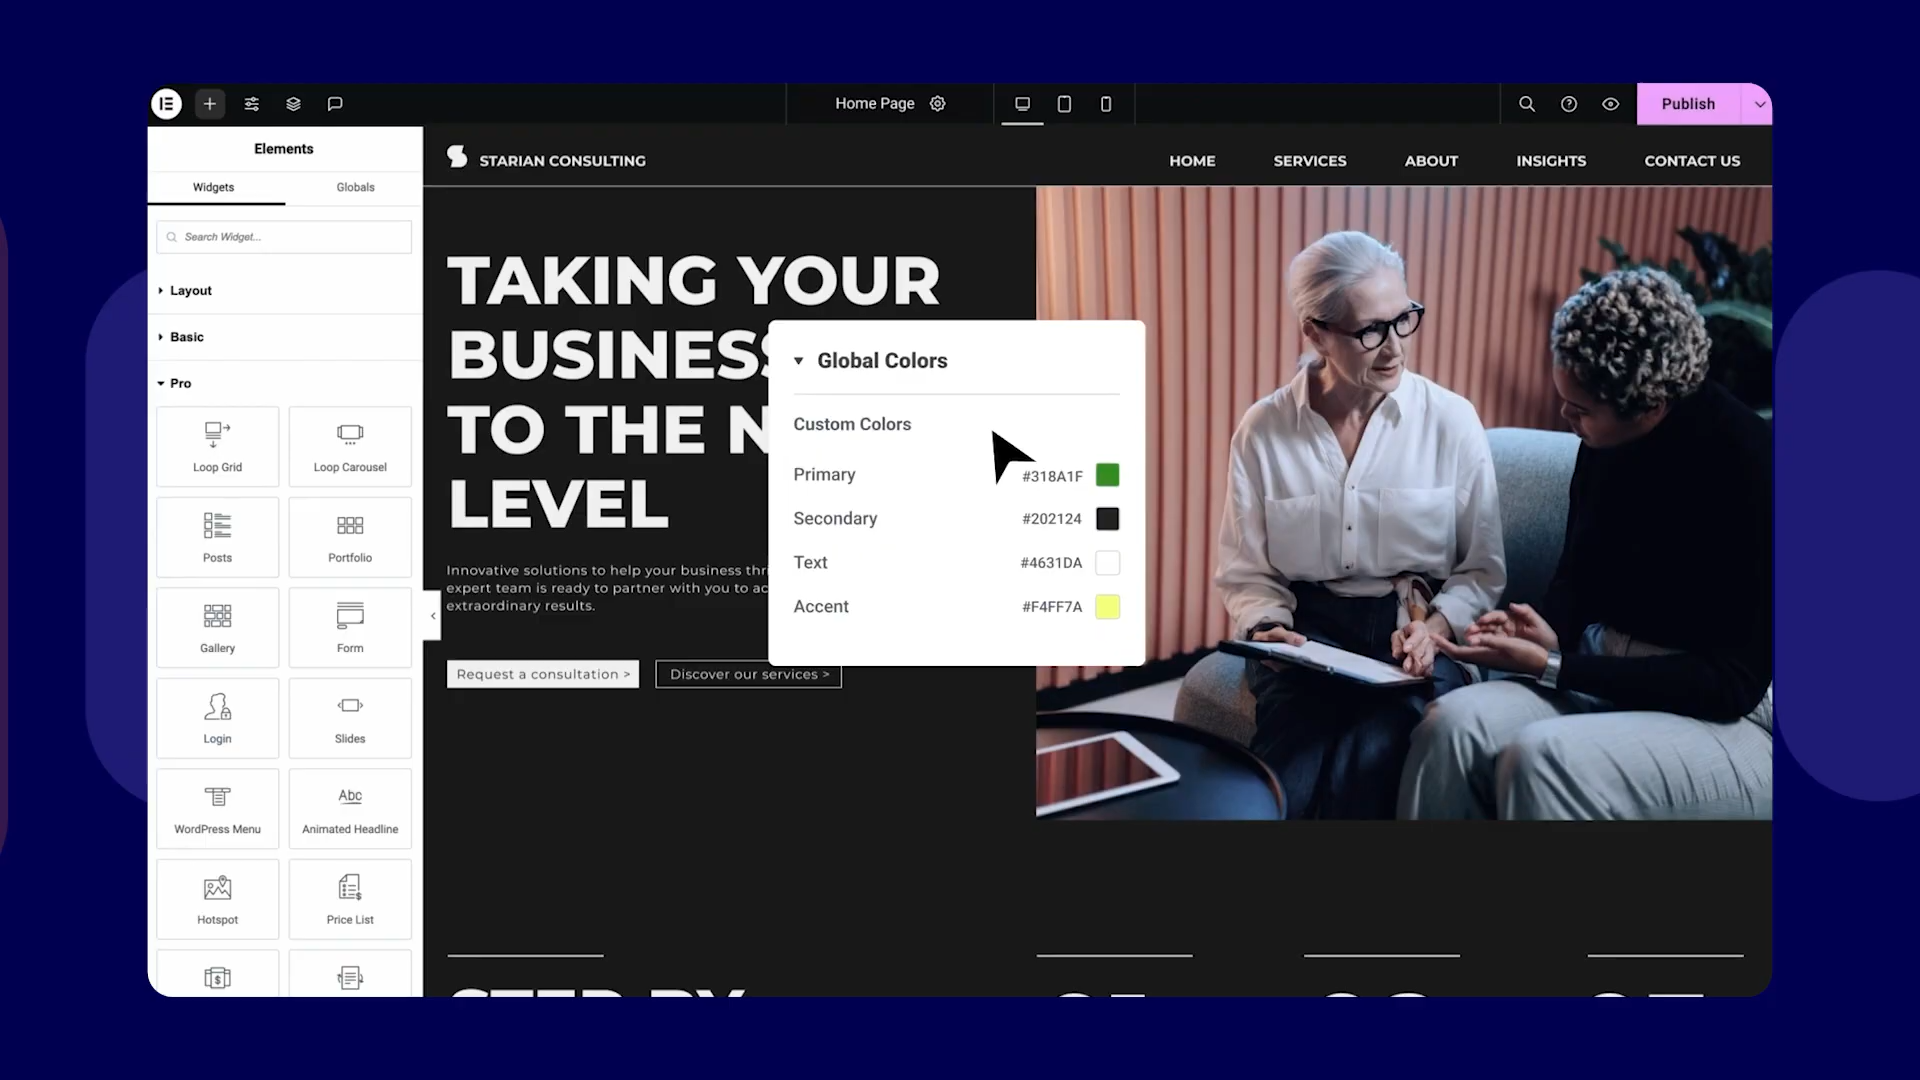 Home Page
Publish
Elements
Widgets
Globals
Search Widget...
Layout
Basic
Pro
Loop Grid
Loop Carousel
Posts
Portfolio
Gallery
Form
Login
Slides
WordPress Menu
Abc
Animated Headline
Hotspot
Price List
STARIAN CONSULTING
HOME
SERVICES
ABOUT
INSIGHTS
CONTACT US
TAKING YOUR
BUSINESS
TO THE N
LEVEL
Innovative solutions to help your business thri
expert team is ready to partner with you to ac
extraordinary results.
Request a consultation >
Discover our services >
Global Colors
Custom Colors
Primary #318A1F
Secondary #202124
Text #4631DA
Accent #F4FF7A
STEP-BY